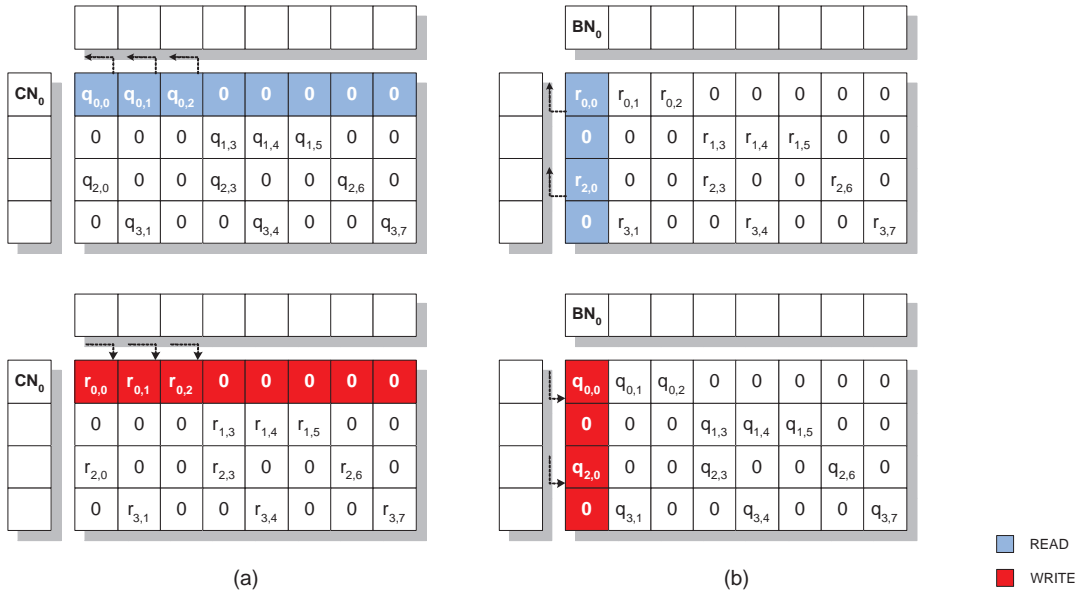 BN₀
CN₀ q₀,₀ q₀,₁ q₀,₂ 0 0 0 0 0 r₀,₀ r₀,₁ r₀,₂ 0 0 0 0 0
0 0 0 q₁,₃ q₁,₄ q₁,₅ 0 0 0 0 0 r₁,₃ r₁,₄ r₁,₅ 0 0
q₂,₀ 0 0 q₂,₃ 0 0 q₂,₆ 0 r₂,₀ 0 0 r₂,₃ 0 0 r₂,₆ 0
0 q₃,₁ 0 0 q₃,₄ 0 0 q₃,₇ 0 r₃,₁ 0 0 r₃,₄ 0 0 r₃,₇
BN₀
CN₀ r₀,₀ r₀,₁ r₀,₂ 0 0 0 0 0 q₀,₀ q₀,₁ q₀,₂ 0 0 0 0 0
0 0 0 r₁,₃ r₁,₄ r₁,₅ 0 0 0 0 0 q₁,₃ q₁,₄ q₁,₅ 0 0
r₂,₀ 0 0 r₂,₃ 0 0 r₂,₆ 0 q₂,₀ 0 0 q₂,₃ 0 0 q₂,₆ 0
0 r₃,₁ 0 0 r₃,₄ 0 0 r₃,₇ 0 q₃,₁ 0 0 q₃,₄ 0 0 q₃,₇
READ
(a) (b) WRITE